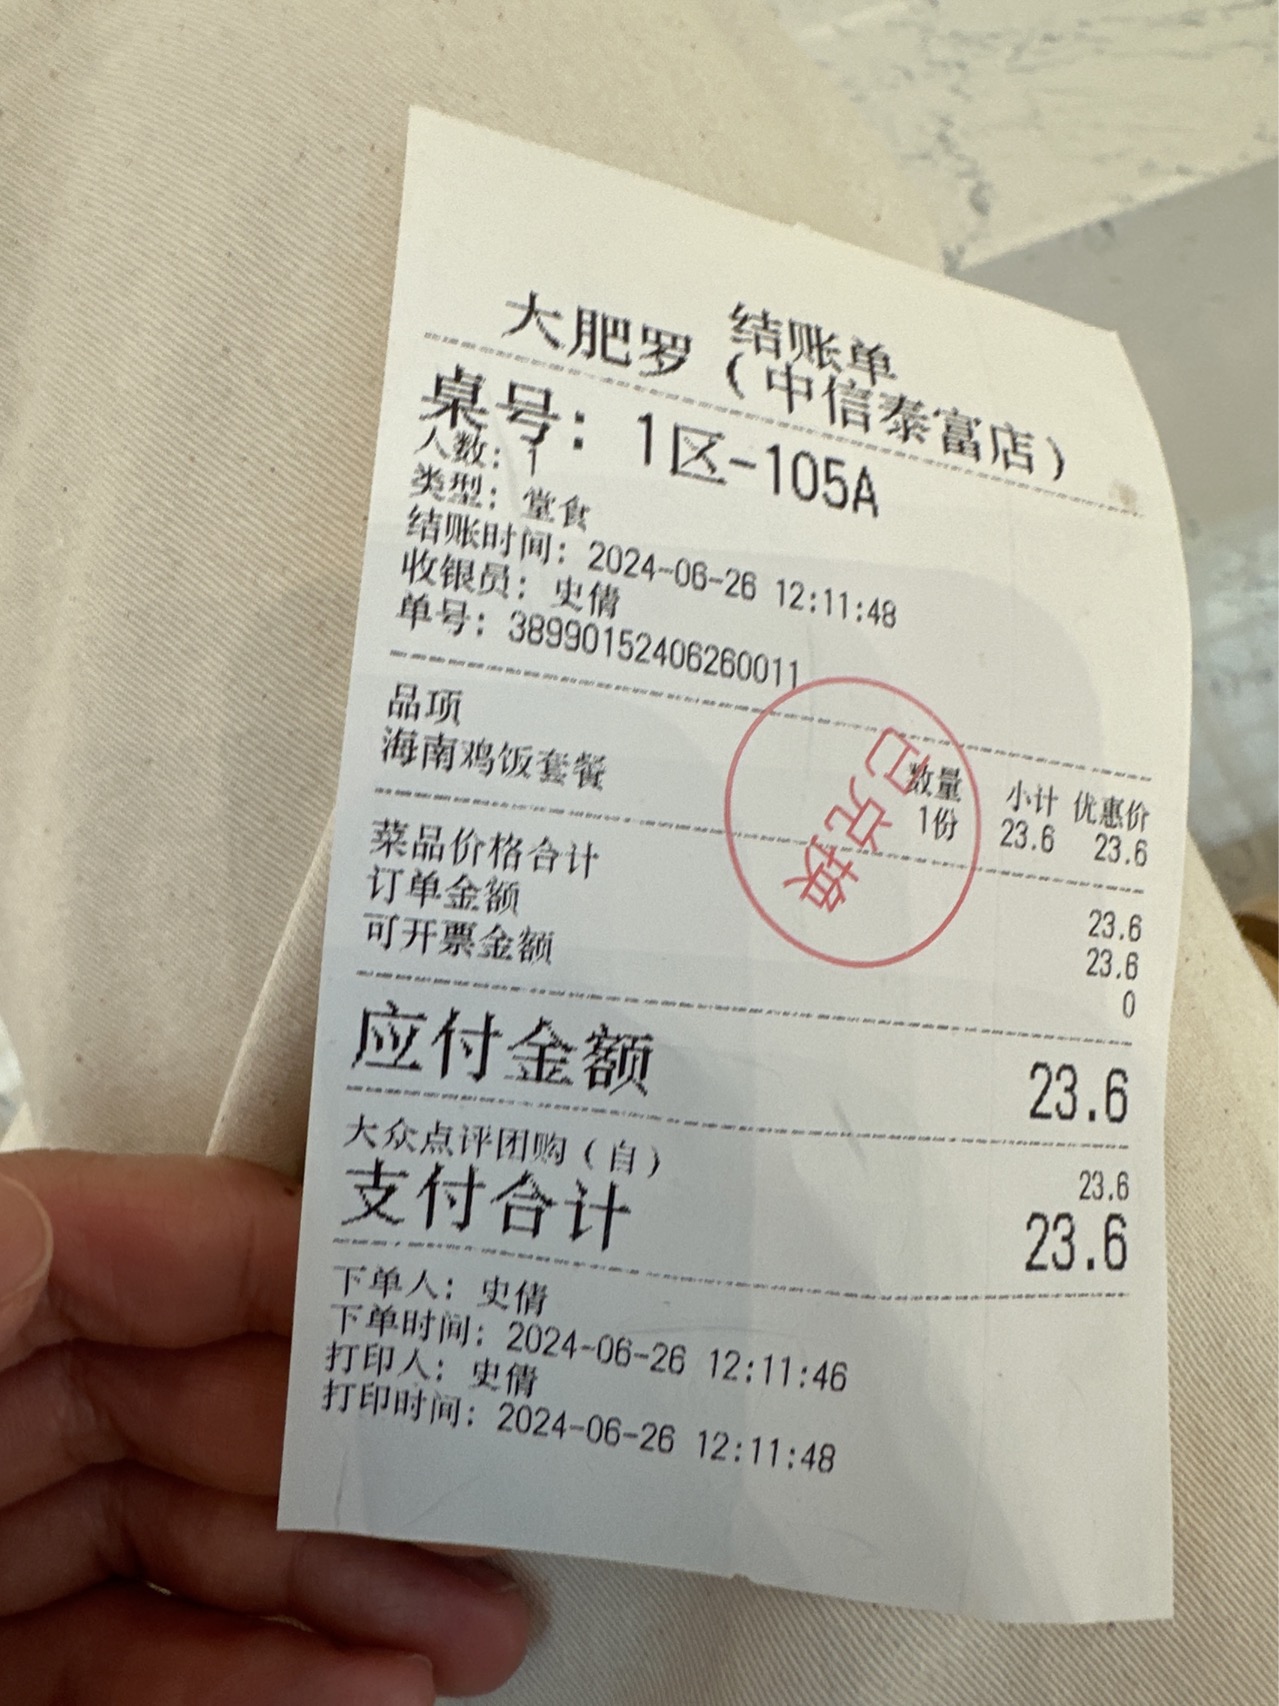 结账单
大肥罗（中信泰富店）
桌号：1区-105A
人数：1
类型：堂食
结账时间：2024-06-26 12:11:48
收银员：史倩
单号：38990152406260011
品项 数量 小计 优惠价
海南鸡饭套餐 1份 23.6 23.6
已兑换
菜品价格合计 23.6
订单金额 23.6
可开票金额 0
应付金额 23.6
大众点评团购（自） 23.6
支付合计 23.6
下单人：史倩
下单时间：2024-06-26 12:11:46
打印人：史倩
打印时间：2024-06-26 12:11:48